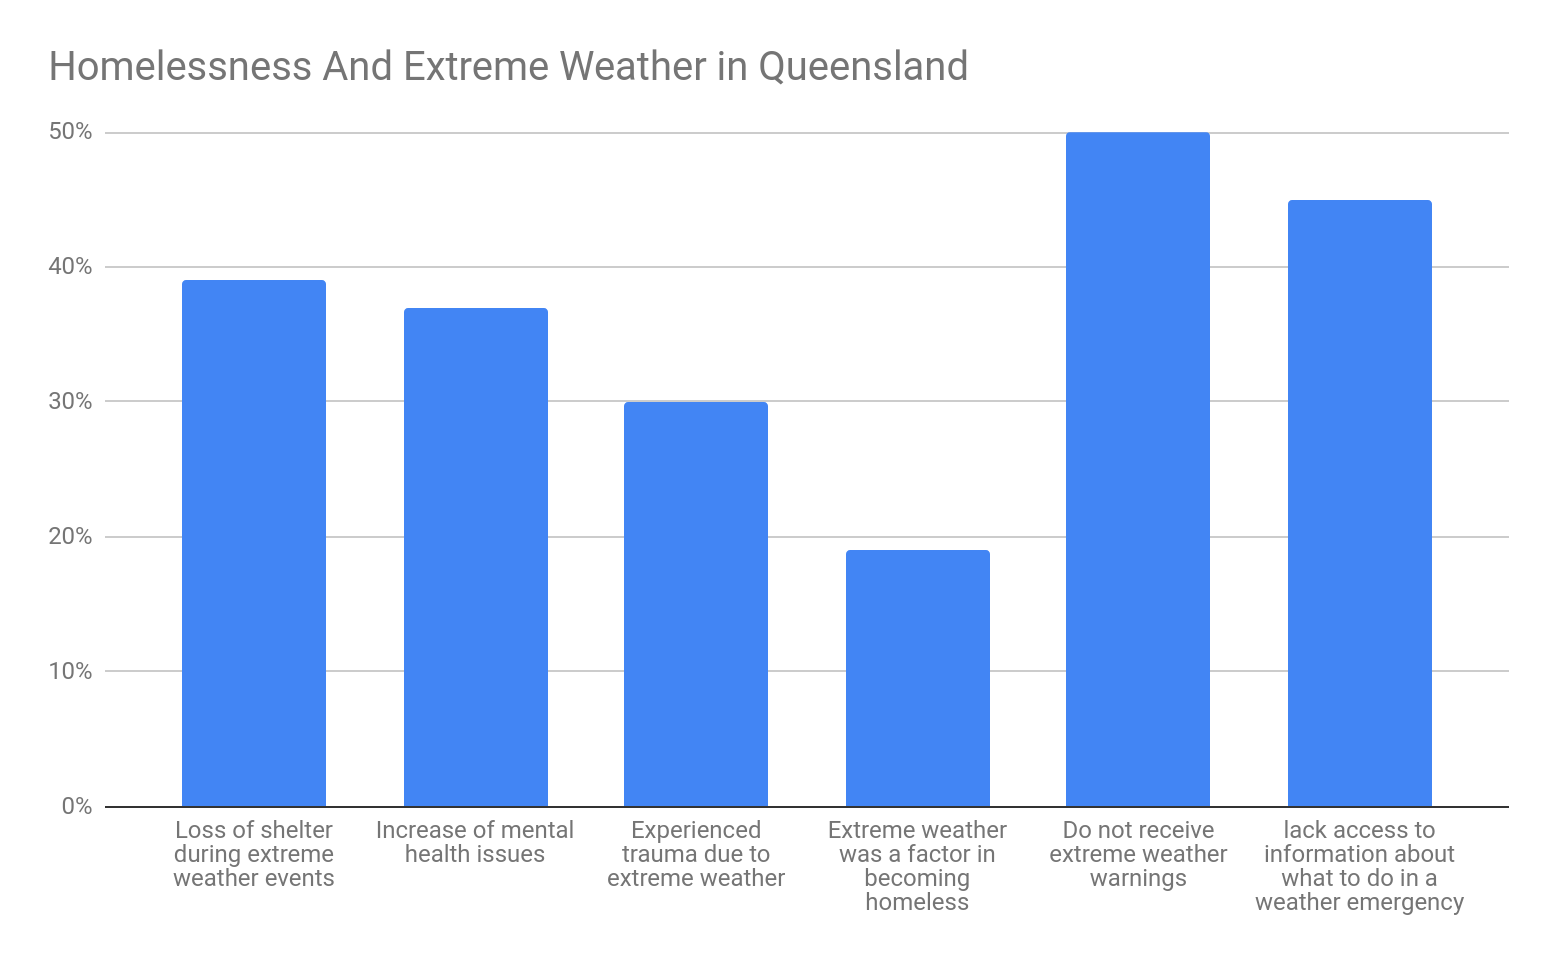 Homelessness And Extreme Weather in Queensland
50%
40%
30%
20%
10%
0%
Loss of shelter
during extreme
weather events
Increase of mental
health issues
Experienced
trauma due to
extreme weather
Extreme weather
was a factor in
becoming
homeless
Do not receive
extreme weather
warnings
lack access to
information about
what to do in a
weather emergency